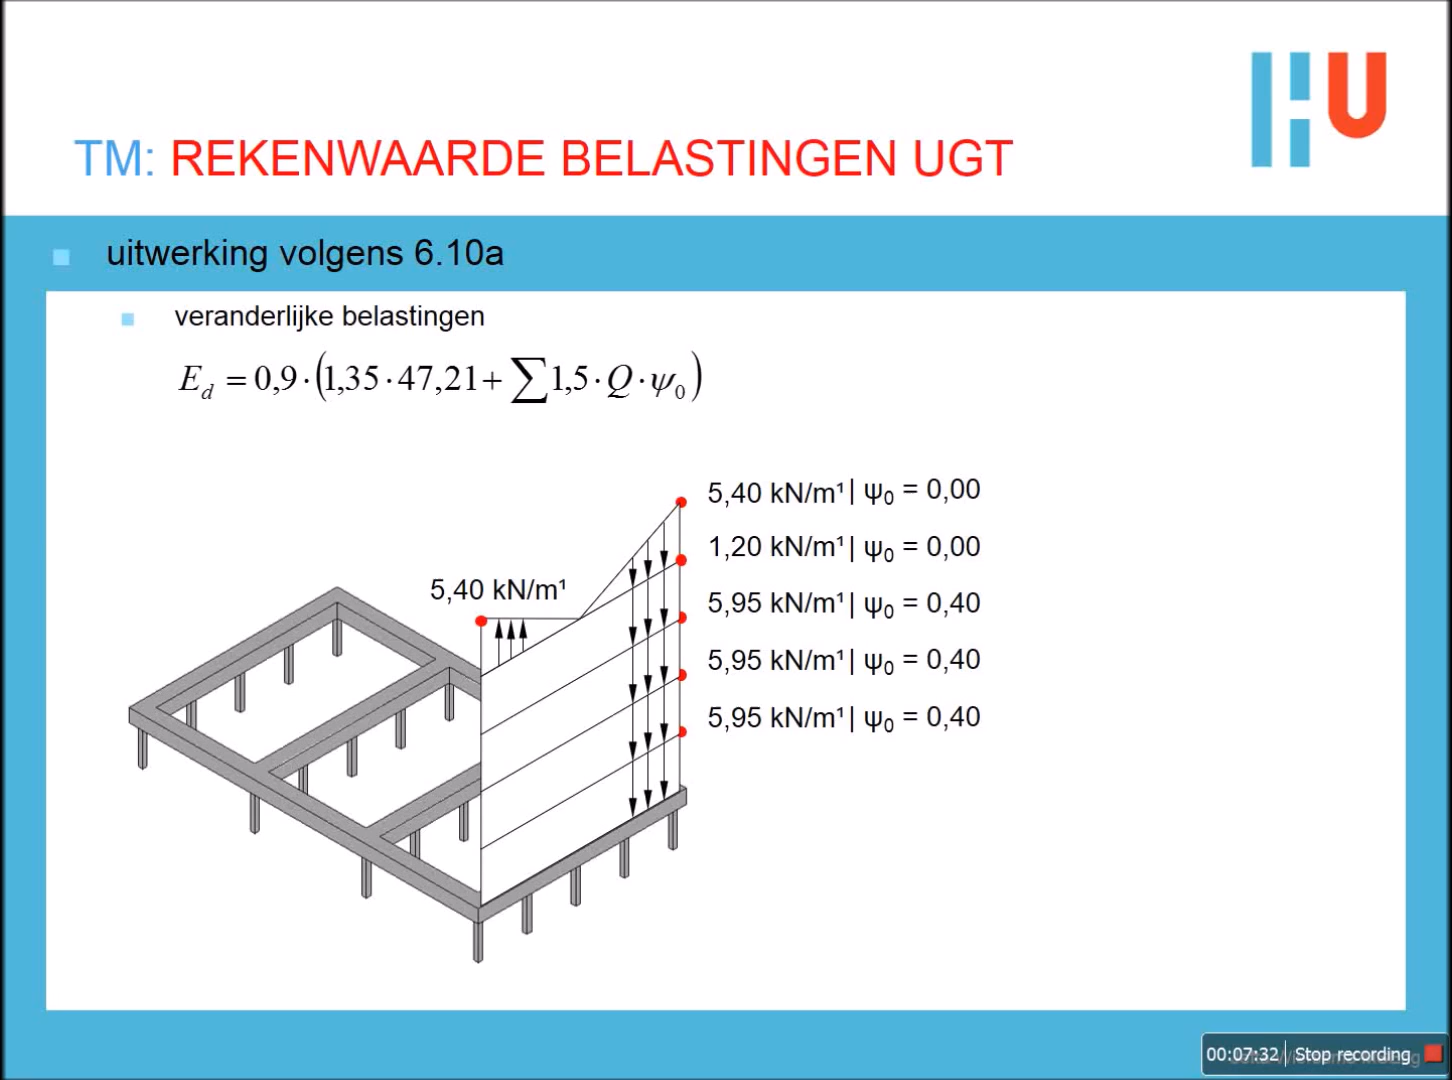 HU
TM: REKENWAARDE BELASTINGEN UGT
uitwerking volgens 6.10a
veranderlijke belastingen
E_d = 0,9 · (1,35 · 47,21 + ∑ 1,5 · Q · ψ₀)
5,40 kN/m¹ | ψ₀ = 0,00
1,20 kN/m¹ | ψ₀ = 0,00
5,40 kN/m¹
5,95 kN/m¹ | ψ₀ = 0,40
5,95 kN/m¹ | ψ₀ = 0,40
5,95 kN/m¹ | ψ₀ = 0,40
00:07:32 Stop recording